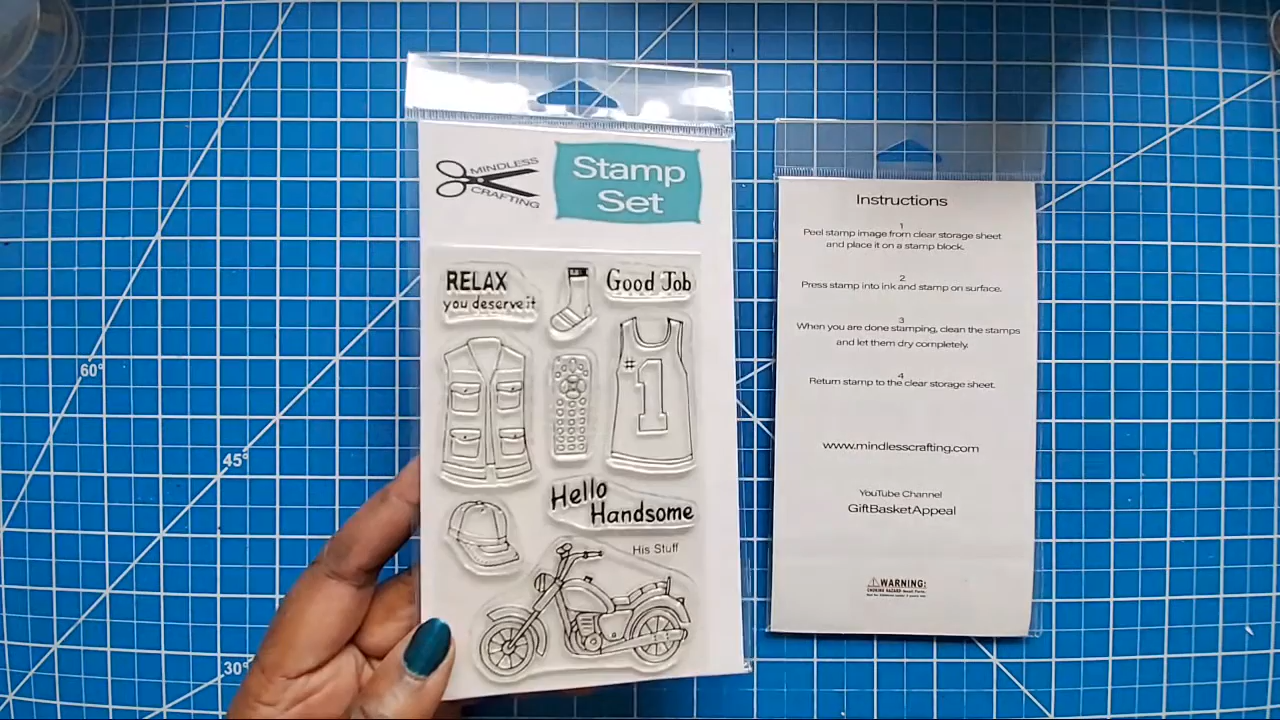 MINDLESS
CRAFTING
Stamp
Set
RELAX
you deserve it
Good Job
#1
Hello
Handsome
His Stuff
Instructions
1
Peel stamp image from clear storage sheet
and place it on a stamp block.
2
Press stamp into ink and stamp on surface.
3
When you are done stamping, clean the stamps
and let them dry completely.
4
Return stamp to the clear storage sheet.
www.mindlesscrafting.com
YouTube Channel
GiftBasketAppeal
WARNING:
60°
45°
30°